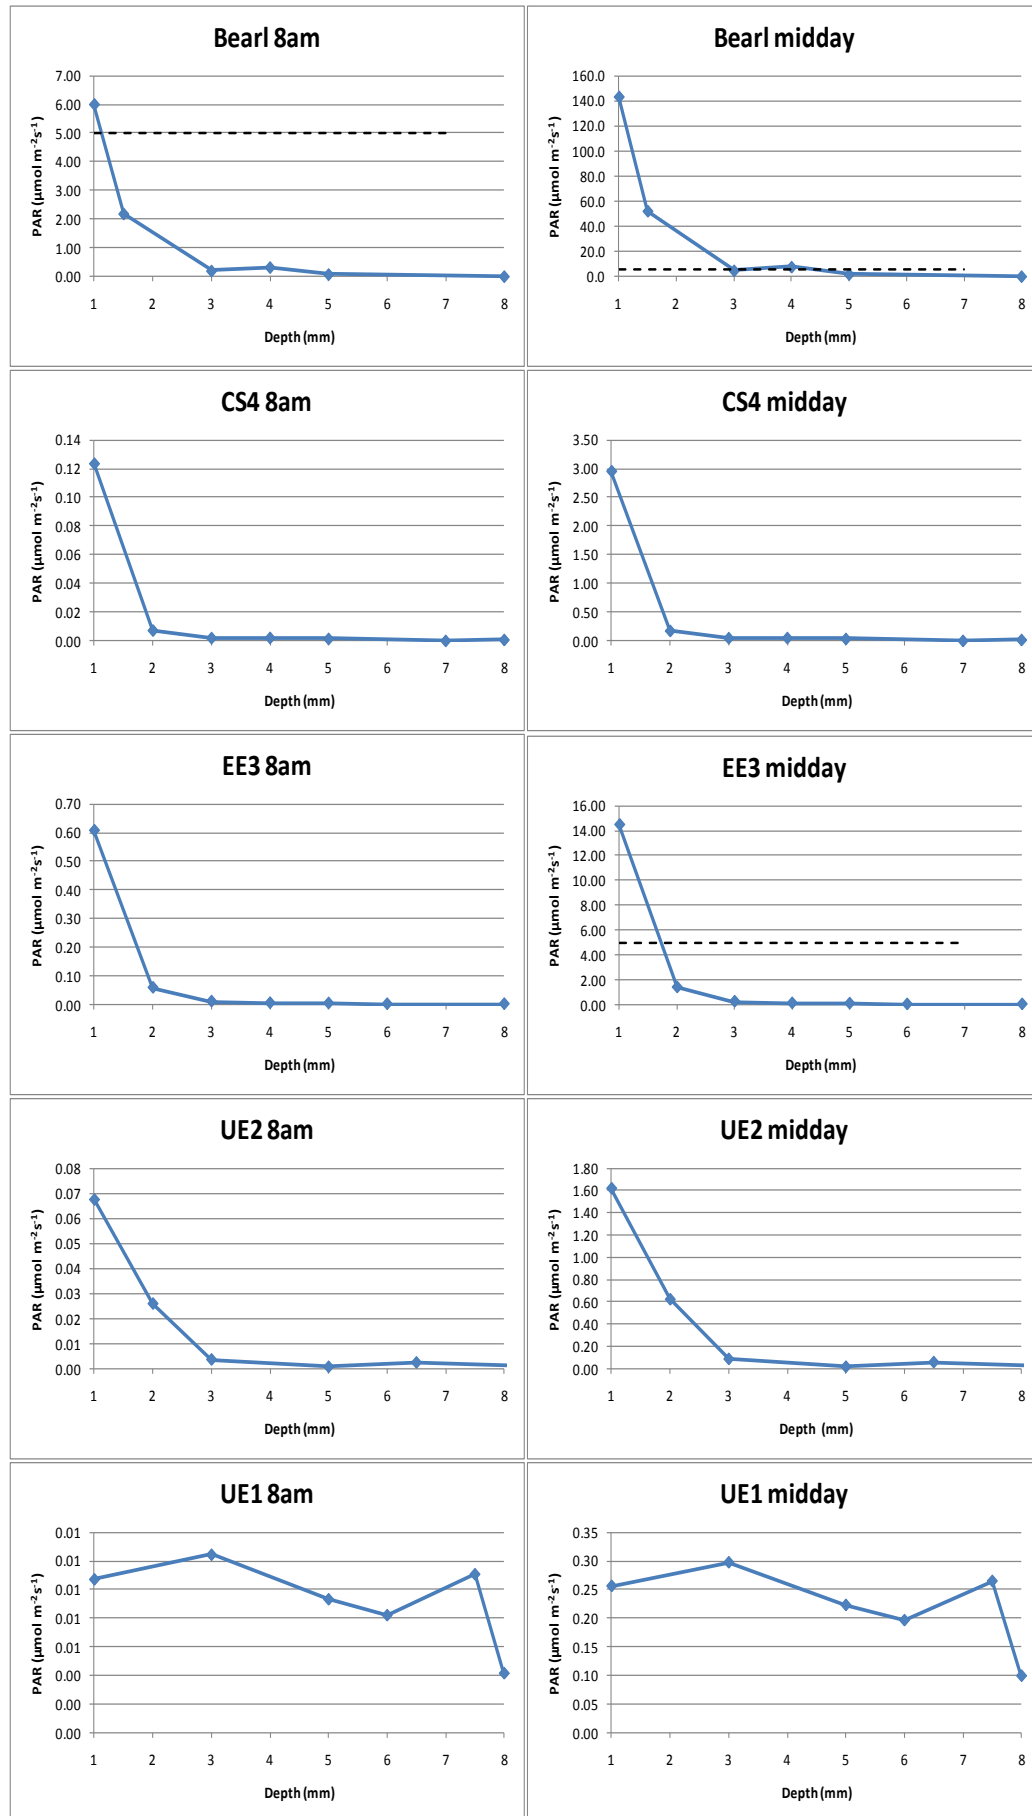 Bearl 8am
PAR (µmol m⁻²s⁻¹)
7.00
6.00
5.00
4.00
3.00
2.00
1.00
0.00
1 2 3 4 5 6 7 8
Depth (mm)
Bearl midday
PAR (µmol m⁻²s⁻¹)
160.0
140.0
120.0
100.0
80.0
60.0
40.0
20.0
0.0
1 2 3 4 5 6 7 8
Depth (mm)
CS4 8am
PAR (µmol m⁻²s⁻¹)
0.14
0.12
0.10
0.08
0.06
0.04
0.02
0.00
1 2 3 4 5 6 7 8
Depth (mm)
CS4 midday
PAR (µmol m⁻²s⁻¹)
3.50
3.00
2.50
2.00
1.50
1.00
0.50
0.00
1 2 3 4 5 6 7 8
Depth (mm)
EE3 8am
PAR (µmol m⁻²s⁻¹)
0.70
0.60
0.50
0.40
0.30
0.20
0.10
0.00
1 2 3 4 5 6 7 8
Depth (mm)
EE3 midday
PAR (µmol m⁻²s⁻¹)
16.00
14.00
12.00
10.00
8.00
6.00
4.00
2.00
0.00
1 2 3 4 5 6 7 8
Depth (mm)
UE2 8am
PAR (µmol m⁻²s⁻¹)
0.08
0.07
0.06
0.05
0.04
0.03
0.02
0.01
0.00
1 2 3 4 5 6 7 8
Depth (mm)
UE2 midday
PAR (µmol m⁻²s⁻¹)
1.80
1.60
1.40
1.20
1.00
0.80
0.60
0.40
0.20
0.00
1 2 3 4 5 6 7 8
Depth (mm)
UE1 8am
PAR (µmol m⁻²s⁻¹)
0.01
0.01
0.01
0.01
0.01
0.00
0.00
0.00
1 2 3 4 5 6 7 8
Depth (mm)
UE1 midday
PAR (µmol m⁻²s⁻¹)
0.35
0.30
0.25
0.20
0.15
0.10
0.05
0.00
1 2 3 4 5 6 7 8
Depth (mm)